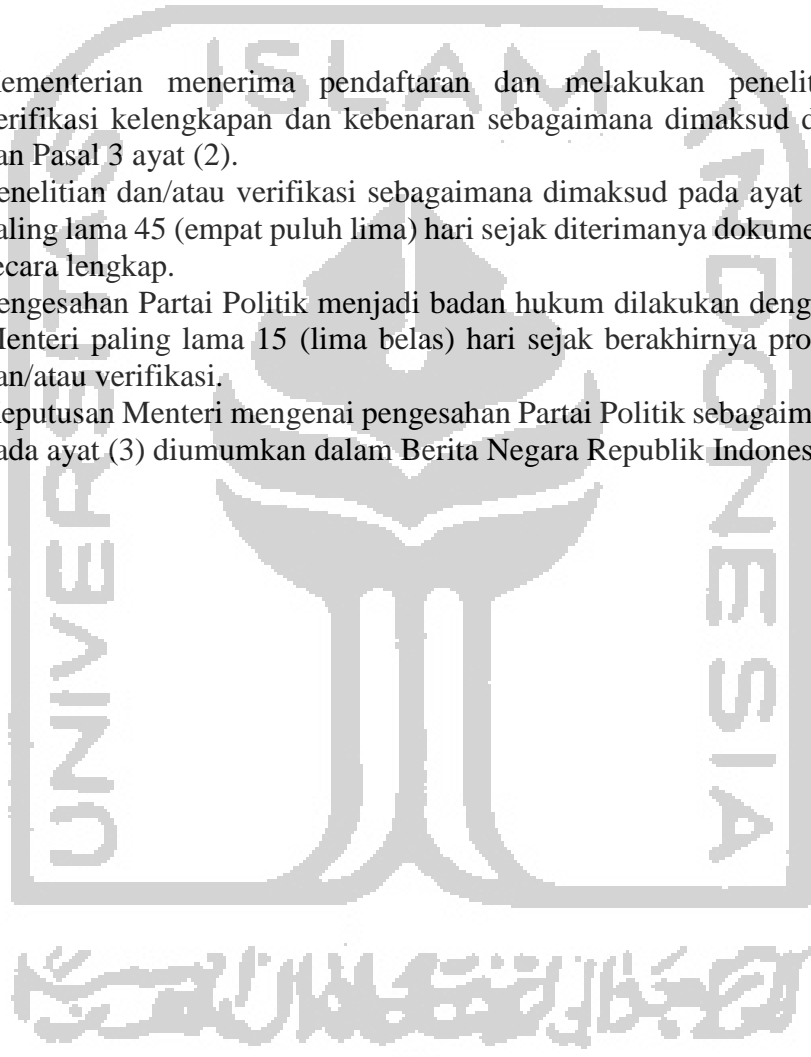 ISLAM
UNIVERSITAS
INDONESIA
ementerian menerima pendaftaran dan melakukan penelit
erifikasi kelengkapan dan kebenaran sebagaimana dimaksud d
an Pasal 3 ayat (2).
enelitian dan/atau verifikasi sebagaimana dimaksud pada ayat
aling lama 45 (empat puluh lima) hari sejak diterimanya dokume
ecara lengkap.
engesahan Partai Politik menjadi badan hukum dilakukan deng
Menteri paling lama 15 (lima belas) hari sejak berakhirnya pro
an/atau verifikasi.
eputusan Menteri mengenai pengesahan Partai Politik sebagaim
ada ayat (3) diumumkan dalam Berita Negara Republik Indones